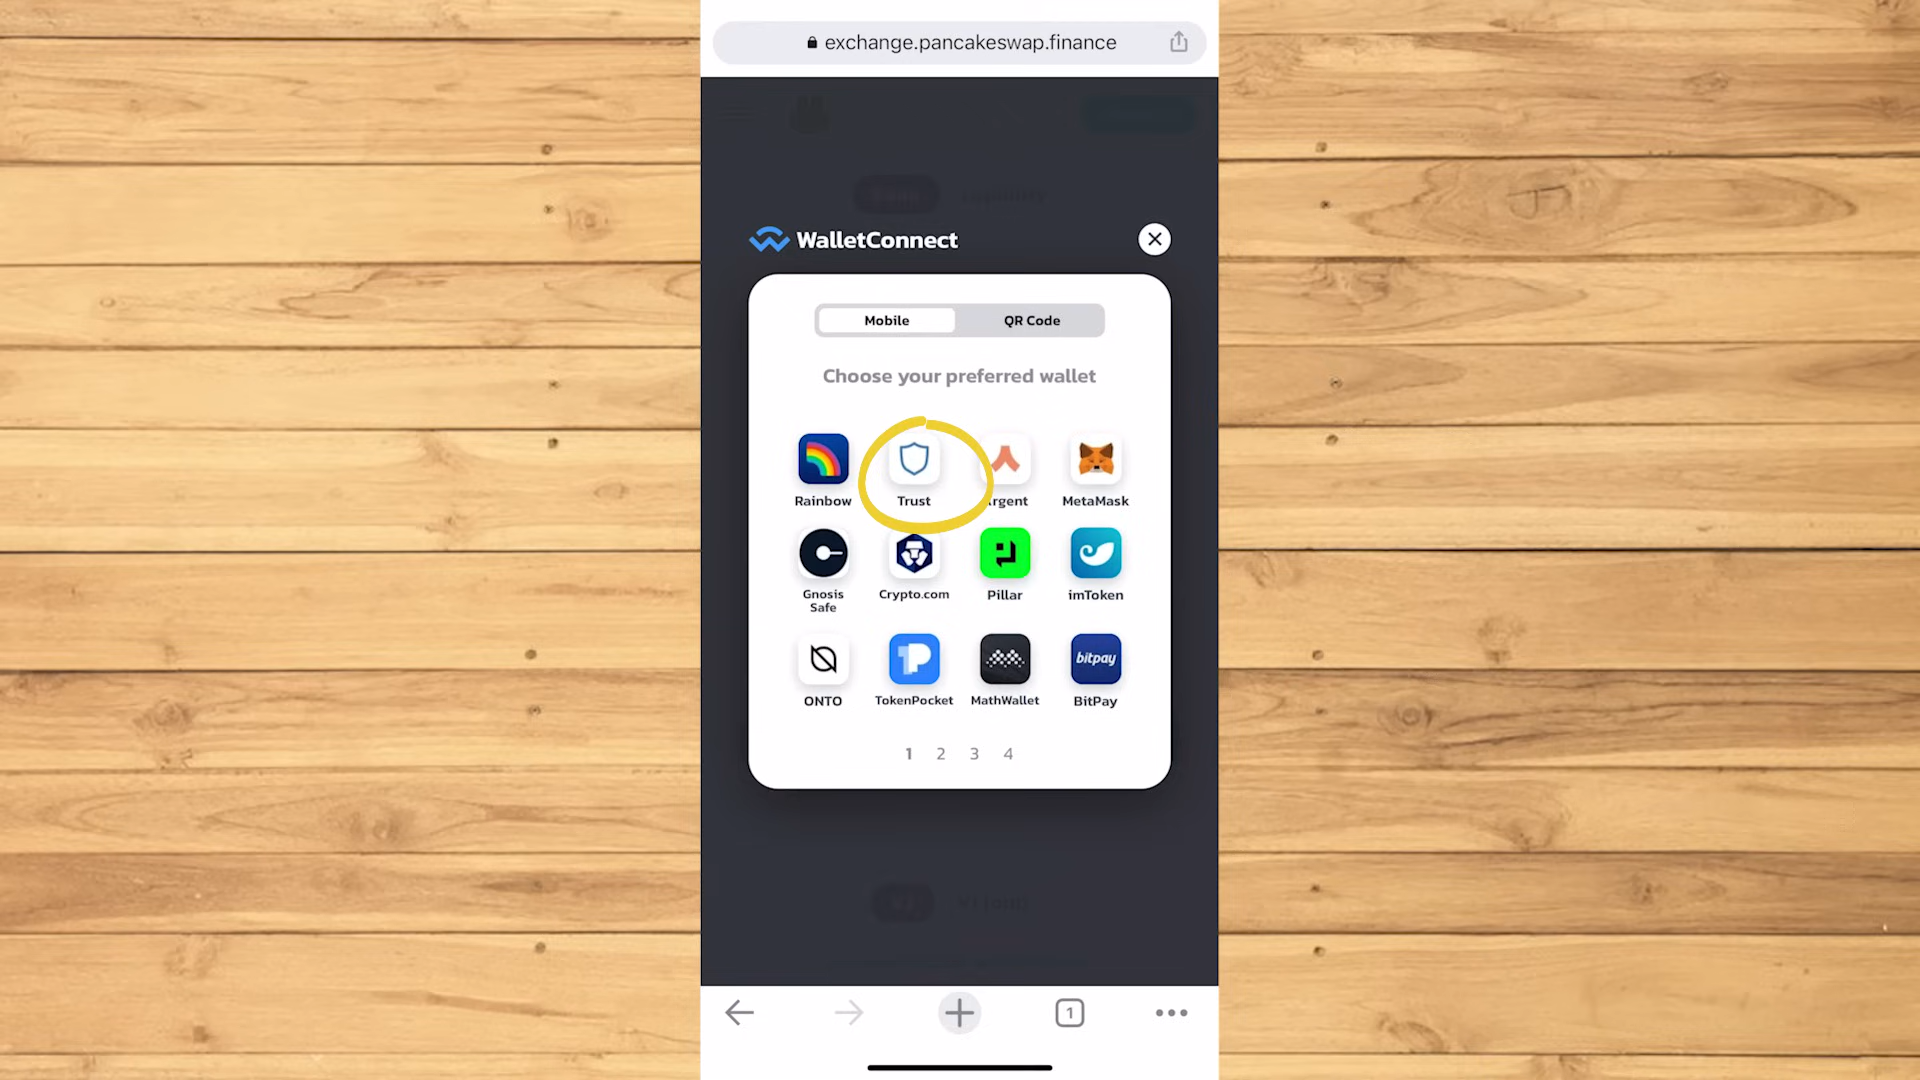 exchange.pancakeswap.finance
WalletConnect
Mobile QR Code
Choose your preferred wallet
Rainbow Trust rgent MetaMask
Gnosis Safe Crypto.com Pillar imToken
bitpay
ONTO TokenPocket MathWallet BitPay
1 2 3 4
1